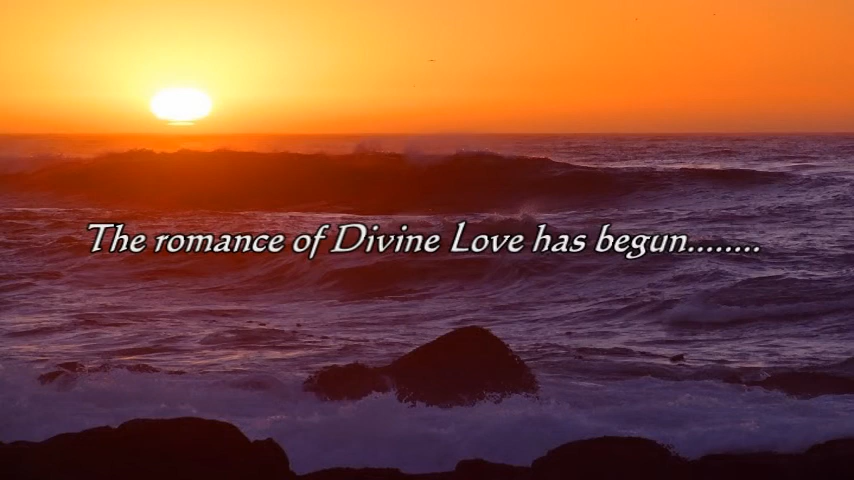 The romance of Divine Love has begun........